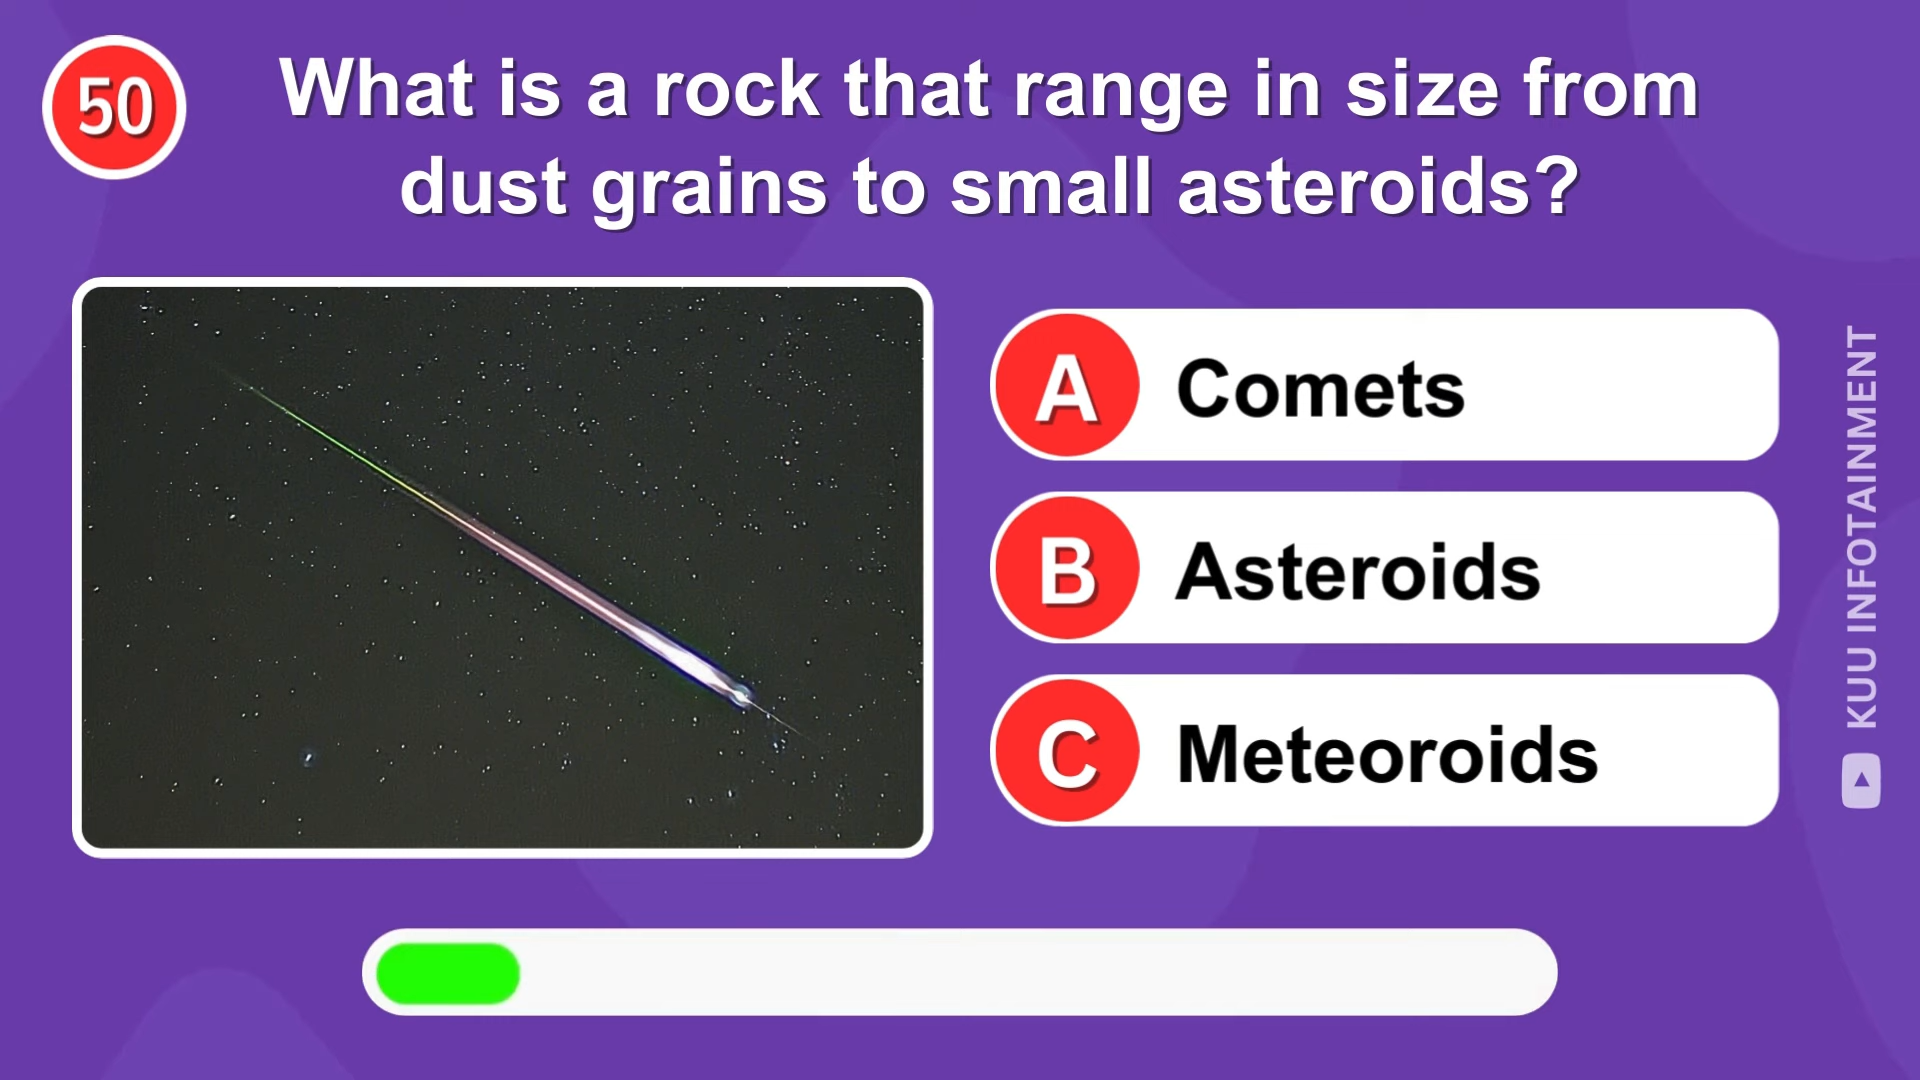 50
What is a rock that range in size from
dust grains to small asteroids?
A Comets
B Asteroids
C Meteoroids
KUU INFOTAINMENT